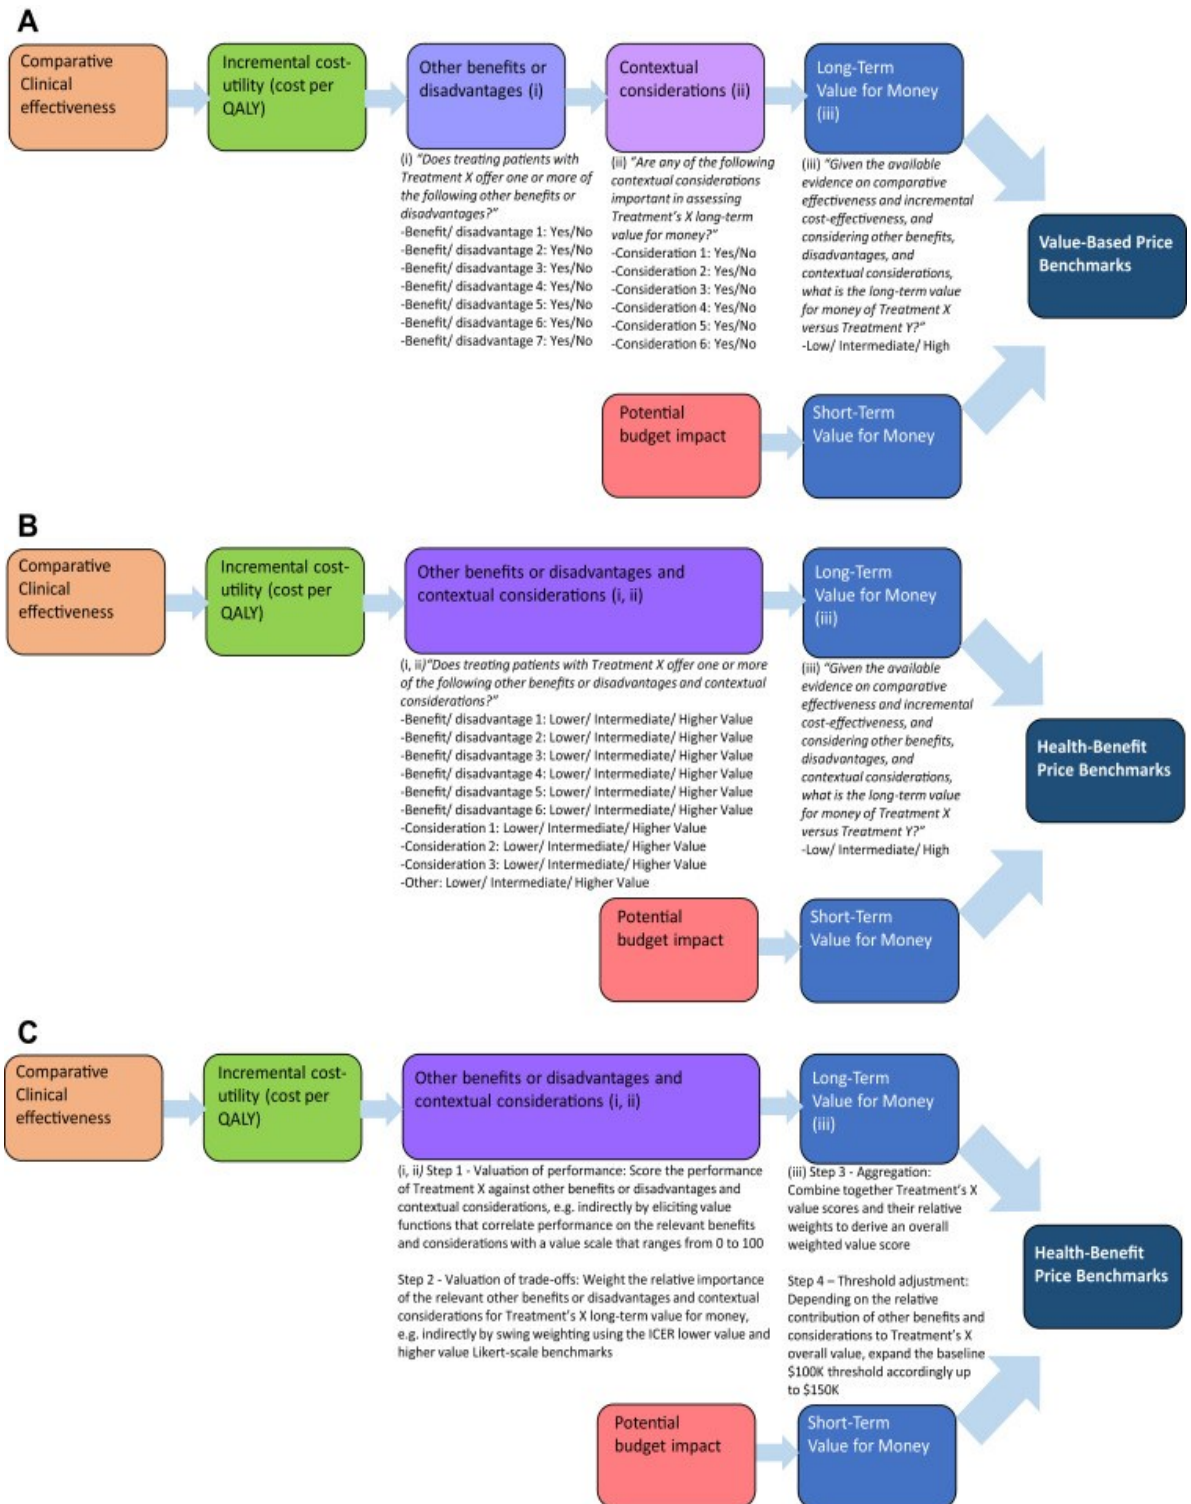 A
Comparative
Clinical
effectiveness
Incremental cost-
utility (cost per
QALY)
Other benefits or
disadvantages (i)
Contextual
considerations (ii)
Long-Term
Value for Money
(iii)
(i) "Does treating patients with
Treatment X offer one or more of
the following other benefits or
disadvantages?"
-Benefit/ disadvantage 1: Yes/No
-Benefit/ disadvantage 2: Yes/No
-Benefit/ disadvantage 3: Yes/No
-Benefit/ disadvantage 4: Yes/No
-Benefit/ disadvantage 5: Yes/No
-Benefit/ disadvantage 6: Yes/No
-Benefit/ disadvantage 7: Yes/No
(ii) "Are any of the following
contextual considerations
important in assessing
Treatment's X long-term
value for money?"
-Consideration 1: Yes/No
-Consideration 2: Yes/No
-Consideration 3: Yes/No
-Consideration 4: Yes/No
-Consideration 5: Yes/No
-Consideration 6: Yes/No
(iii) "Given the available
evidence on comparative
effectiveness and incremental
cost-effectiveness, and
considering other benefits,
disadvantages, and
contextual considerations,
what is the long-term value
for money of Treatment X
versus Treatment Y?"
-Low/ Intermediate/ High
Value-Based Price
Benchmarks
Potential
budget impact
Short-Term
Value for Money
B
Comparative
Clinical
effectiveness
Incremental cost-
utility (cost per
QALY)
Other benefits or disadvantages and
contextual considerations (i, ii)
Long-Term
Value for Money
(iii)
(i, ii)"Does treating patients with Treatment X offer one or more
of the following other benefits or disadvantages and contextual
considerations?"
-Benefit/ disadvantage 1: Lower/ Intermediate/ Higher Value
-Benefit/ disadvantage 2: Lower/ Intermediate/ Higher Value
-Benefit/ disadvantage 3: Lower/ Intermediate/ Higher Value
-Benefit/ disadvantage 4: Lower/ Intermediate/ Higher Value
-Benefit/ disadvantage 5: Lower/ Intermediate/ Higher Value
-Benefit/ disadvantage 6: Lower/ Intermediate/ Higher Value
-Consideration 1: Lower/ Intermediate/ Higher Value
-Consideration 2: Lower/ Intermediate/ Higher Value
-Consideration 3: Lower/ Intermediate/ Higher Value
-Other: Lower/ Intermediate/ Higher Value
(iii) "Given the available
evidence on comparative
effectiveness and incremental
cost-effectiveness, and
considering other benefits,
disadvantages, and
contextual considerations,
what is the long-term value
for money of Treatment X
versus Treatment Y?"
-Low/ Intermediate/ High
Health-Benefit
Price Benchmarks
Potential
budget impact
Short-Term
Value for Money
C
Comparative
Clinical
effectiveness
Incremental cost-
utility (cost per
QALY)
Other benefits or disadvantages and
contextual considerations (i, ii)
Long-Term
Value for Money
(iii)
(i, ii) Step 1 - Valuation of performance: Score the performance
of Treatment X against other benefits or disadvantages and
contextual considerations, e.g. indirectly by eliciting value
functions that correlate performance on the relevant benefits
and considerations with a value scale that ranges from 0 to 100
Step 2 - Valuation of trade-offs: Weight the relative importance
of the relevant other benefits or disadvantages and contextual
considerations for Treatment's X long-term value for money,
e.g. indirectly by swing weighting using the ICER lower value and
higher value Likert-scale benchmarks
(iii) Step 3 - Aggregation:
Combine together Treatment's X
value scores and their relative
weights to derive an overall
weighted value score
Step 4 – Threshold adjustment:
Depending on the relative
contribution of other benefits and
considerations to Treatment's X
overall value, expand the baseline
$100K threshold accordingly up
to $150K
Health-Benefit
Price Benchmarks
Potential
budget impact
Short-Term
Value for Money